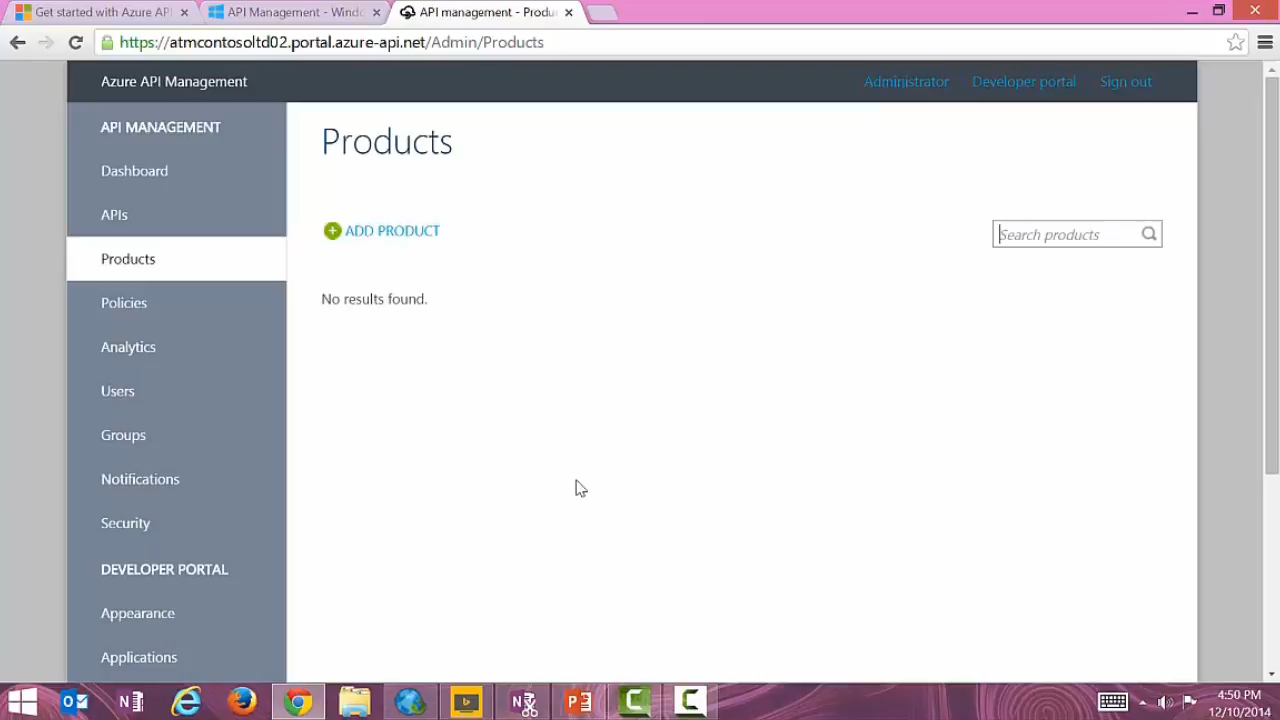 Get started with Azure API
API Management - Windo
API management - Produ
https://atmcontosoltd02.portal.azure-api.net/Admin/Products
Azure API Management
Administrator
Developer portal
Sign out
API MANAGEMENT
Dashboard
APIs
Products
Policies
Analytics
Users
Groups
Notifications
Security
DEVELOPER PORTAL
Appearance
Applications
Products
ADD PRODUCT
Search products
No results found.
4:50 PM
12/10/2014